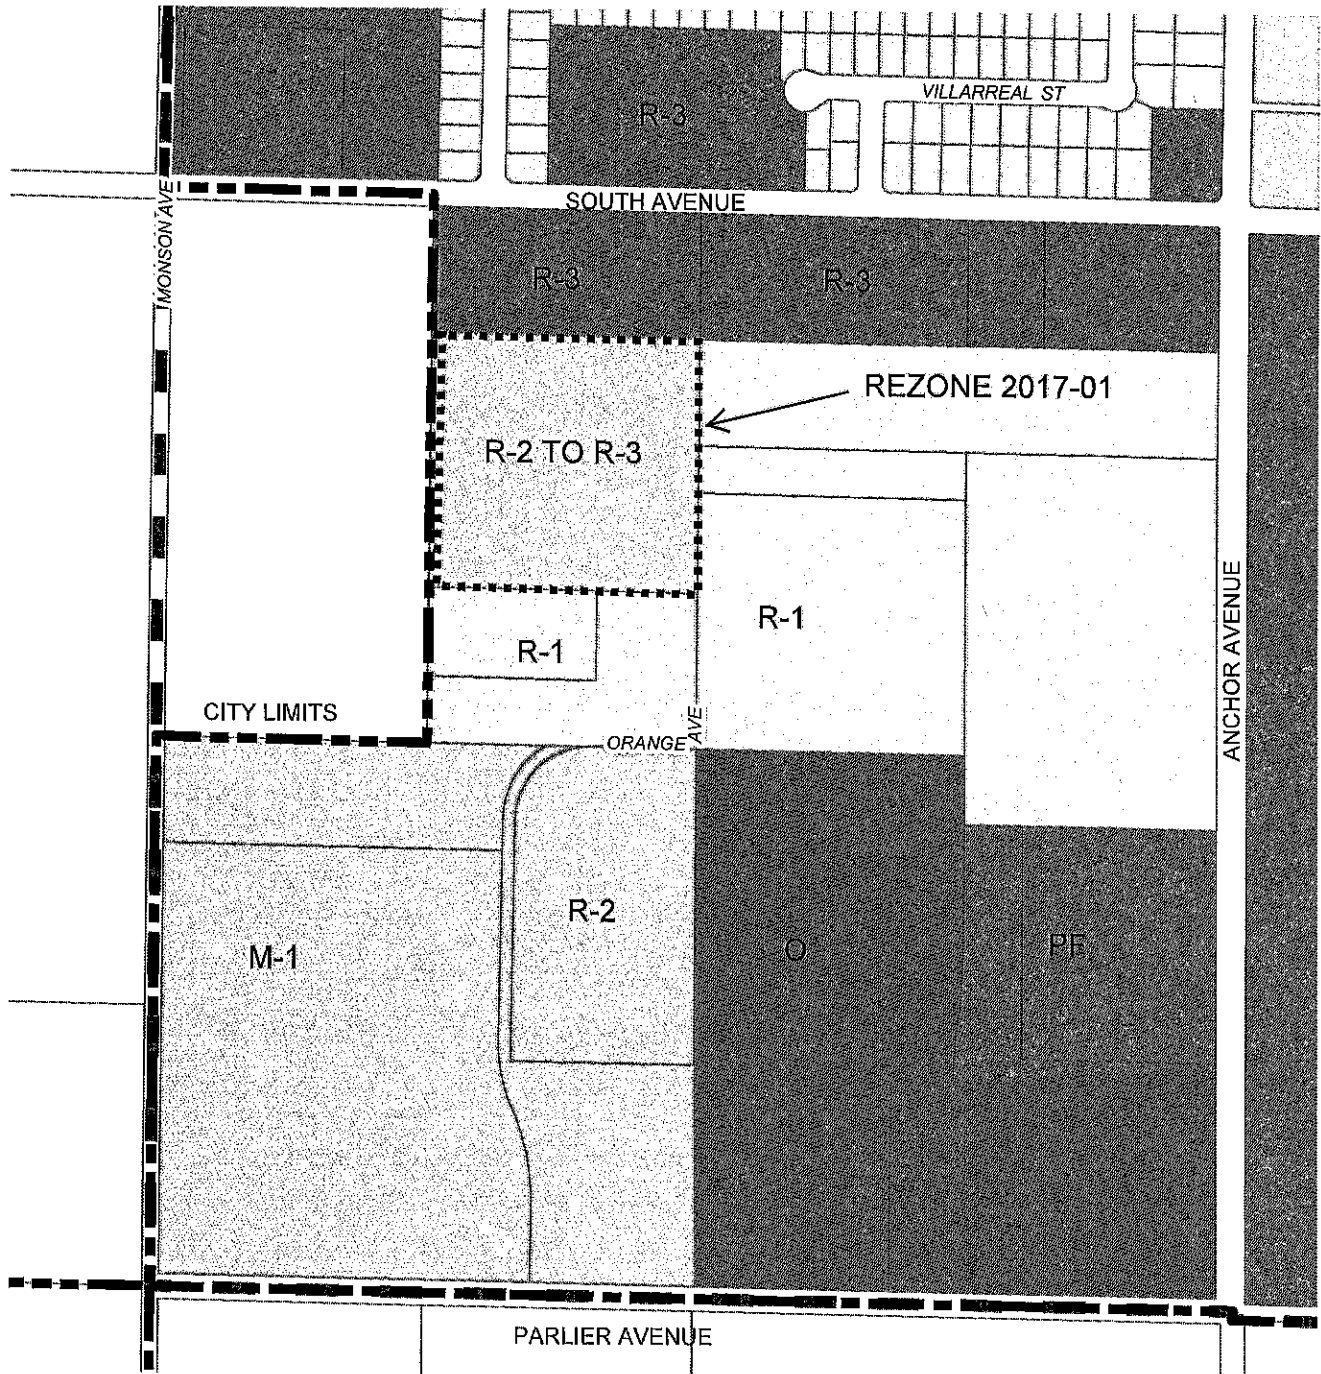 R-3
VILLARREAL ST
MONSON AVE
SOUTH AVENUE
R-3
R-3
REZONE 2017-01
R-2 TO R-3
R-1
R-1
ANCHOR AVENUE
CITY LIMITS
ORANGE AVE
R-2
M-1
O
PF
PARLIER AVENUE